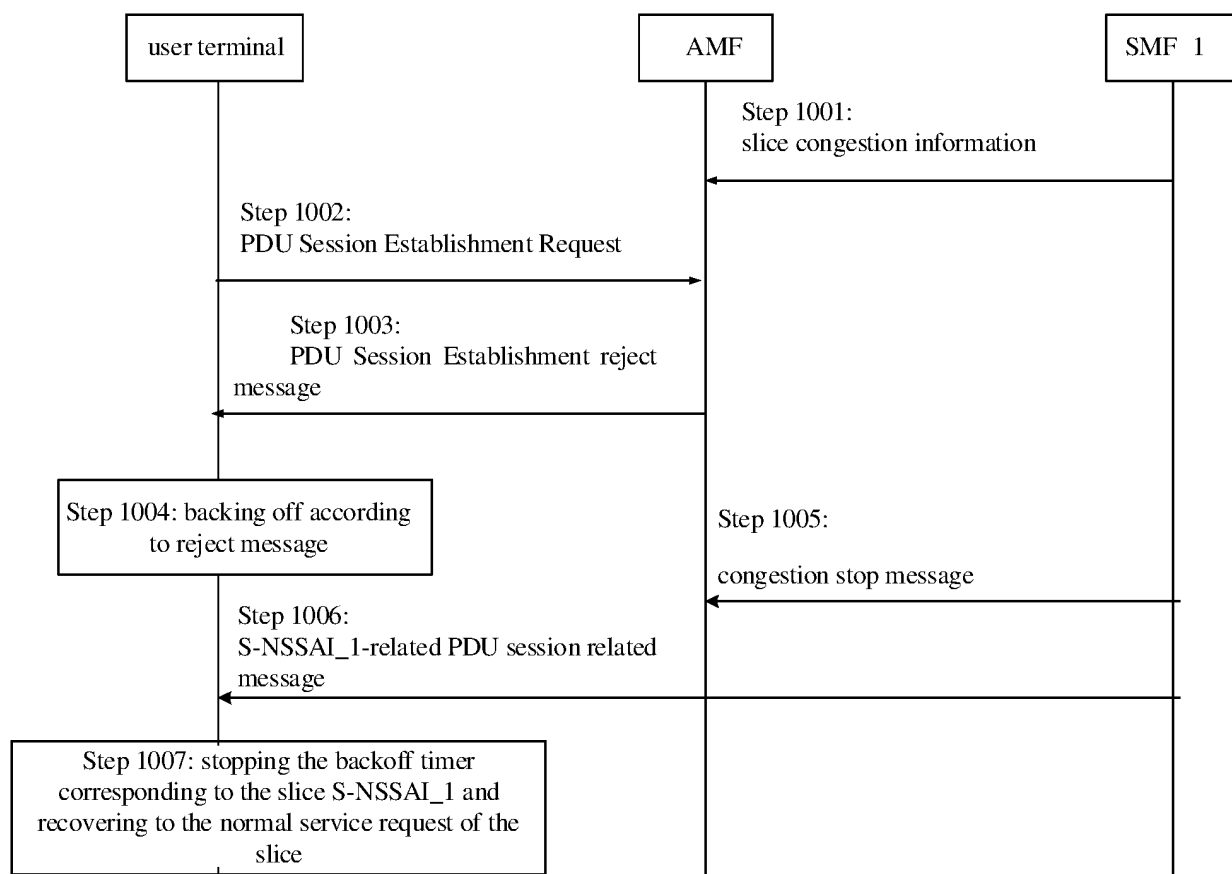 user terminal
AMF
SMF 1
Step 1001:
slice congestion information
Step 1002:
PDU Session Establishment Request
Step 1003:
PDU Session Establishment reject
message
Step 1004: backing off according
to reject message
Step 1005:
congestion stop message
Step 1006:
S-NSSAI_1-related PDU session related
message
Step 1007: stopping the backoff timer
corresponding to the slice S-NSSAI_1 and
recovering to the normal service request of the
slice